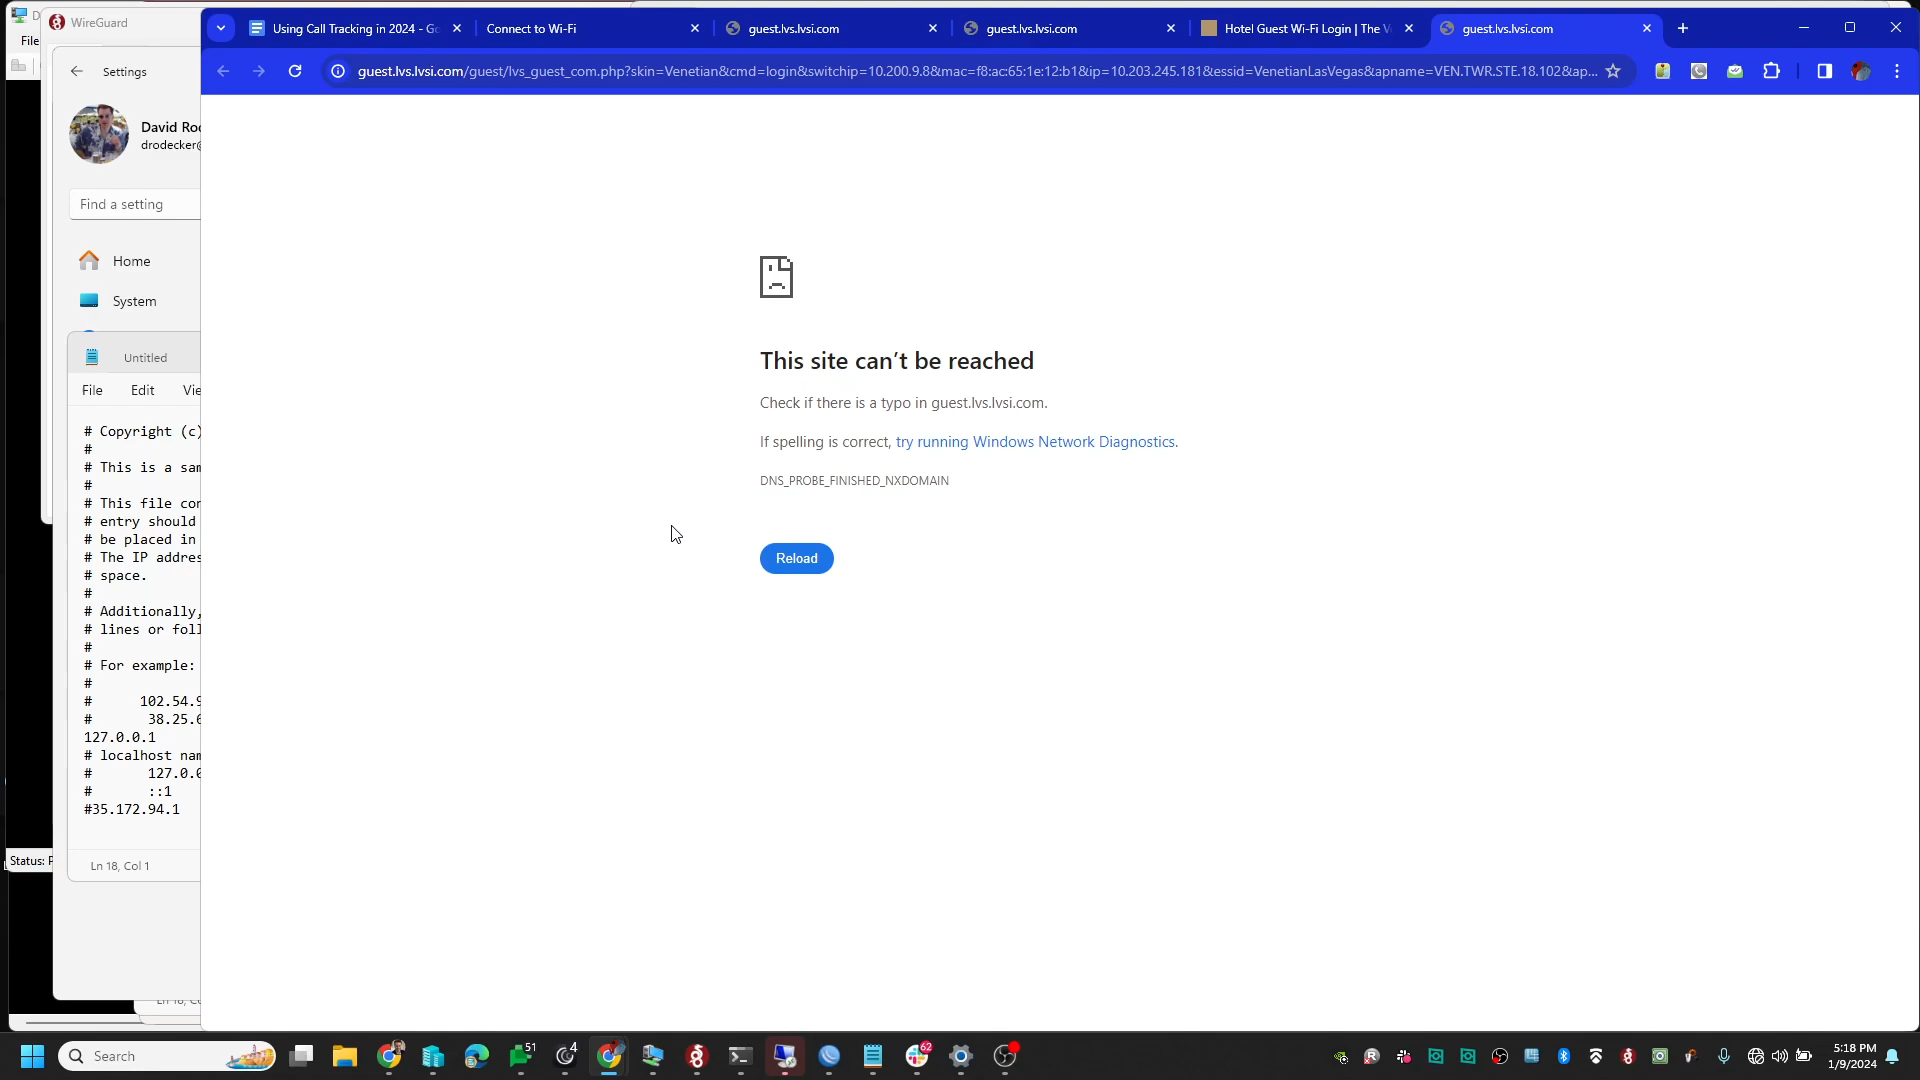 WireGuard
File
Settings
David Roc
drodecker@
Find a setting
Home
System
Untitled
File Edit Vie
# Copyright (c)
#
# This is a sam
#
# This file con
# entry should
# be placed in
# The IP addres
# space.
#
# Additionally,
# lines or foll
#
# For example:
#
# 102.54.9
# 38.25.6
127.0.0.1
# localhost nam
# 127.0.0
# ::1
#35.172.94.1
Ln 18, Col 1
Status: P
Using Call Tracking in 2024 - Go
Connect to Wi-Fi
guest.lvs.lvsi.com
guest.lvs.lvsi.com
Hotel Guest Wi-Fi Login | The V
guest.lvs.lvsi.com
guest.lvs.lvsi.com/guest/lvs_guest_com.php?skin=Venetian&cmd=login&switchip=10.200.9.8&mac=f8:ac:65:1e:12:b1&ip=10.203.245.181&essid=VenetianLasVegas&apname=VEN.TWR.STE.18.102&ap...
This site can’t be reached
Check if there is a typo in guest.lvs.lvsi.com.
If spelling is correct, try running Windows Network Diagnostics.
DNS_PROBE_FINISHED_NXDOMAIN
Reload
Search
51
4
62
5:18 PM
1/9/2024